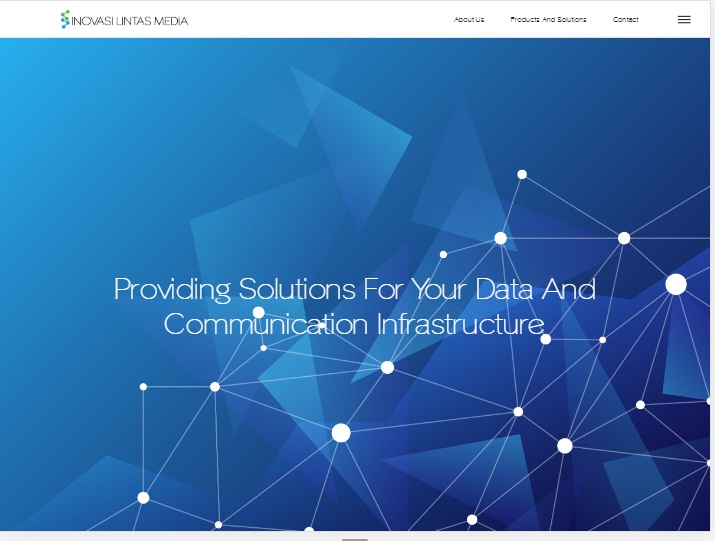 INOVASI LINTAS MEDIA
About Us
Products And Solutions
Contact
Providing Solutions For Your Data And
Communication Infrastructure